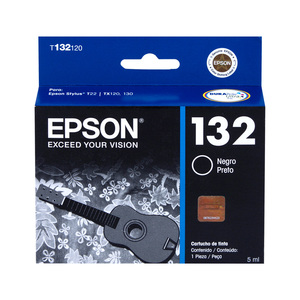 T132120
Para:
Epson Stylus® T22 | TX120, 130
EPSON
EPSON®
EXCEED YOUR VISION
132
Negro
Preto
Cartucho de tinta
Contenido / Conteúdo:
1 Pieza / Peça
5 ml